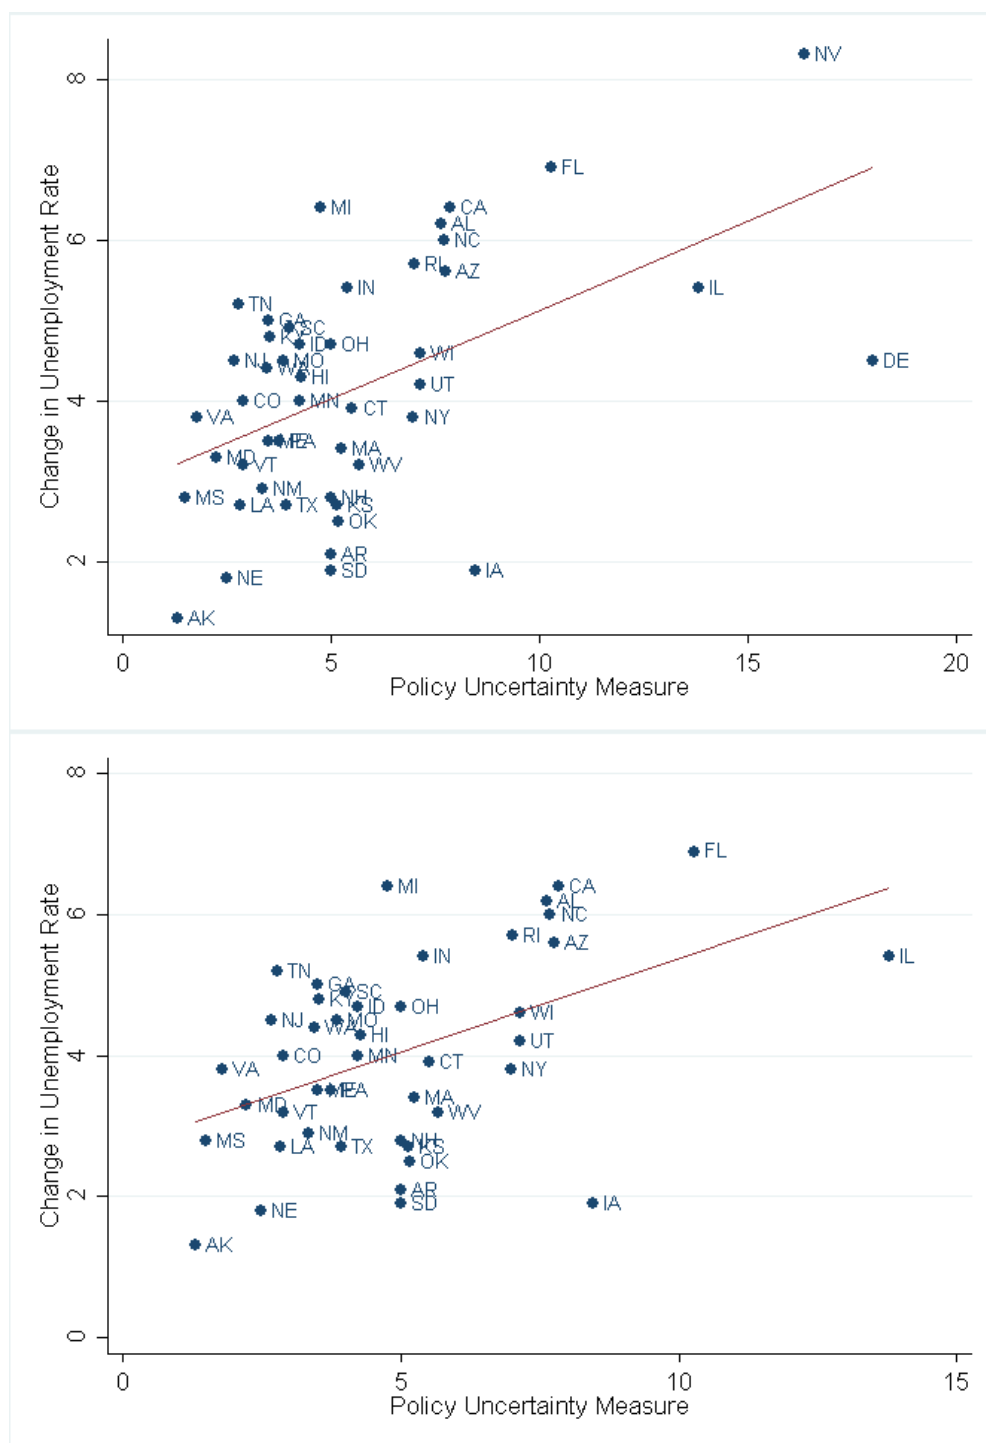 Change in Unemployment Rate
8
6
4
2
NV
FL
MI
CA
AL
NC
RI
AZ
IN
IL
TN
GA
SC
KY
ID
OH
WI
NJ
MO
DE
WA
HI
UT
CO
MN
CT
VA
NY
ME
PA
MA
MD
VT
WV
NM
MS
NH
LA
TX
KS
OK
AR
NE
SD
IA
AK
0 5 10 15 20
Policy Uncertainty Measure
Change in Unemployment Rate
8
6
4
2
0
FL
MI
CA
AL
NC
RI
AZ
IN
IL
TN
GA
SC
KY
ID
OH
WI
NJ
MO
WA
HI
UT
CO
MN
CT
VA
NY
ME
PA
MA
MD
VT
WV
NM
MS
NH
LA
TX
KS
OK
AR
NE
SD
IA
AK
0 5 10 15
Policy Uncertainty Measure